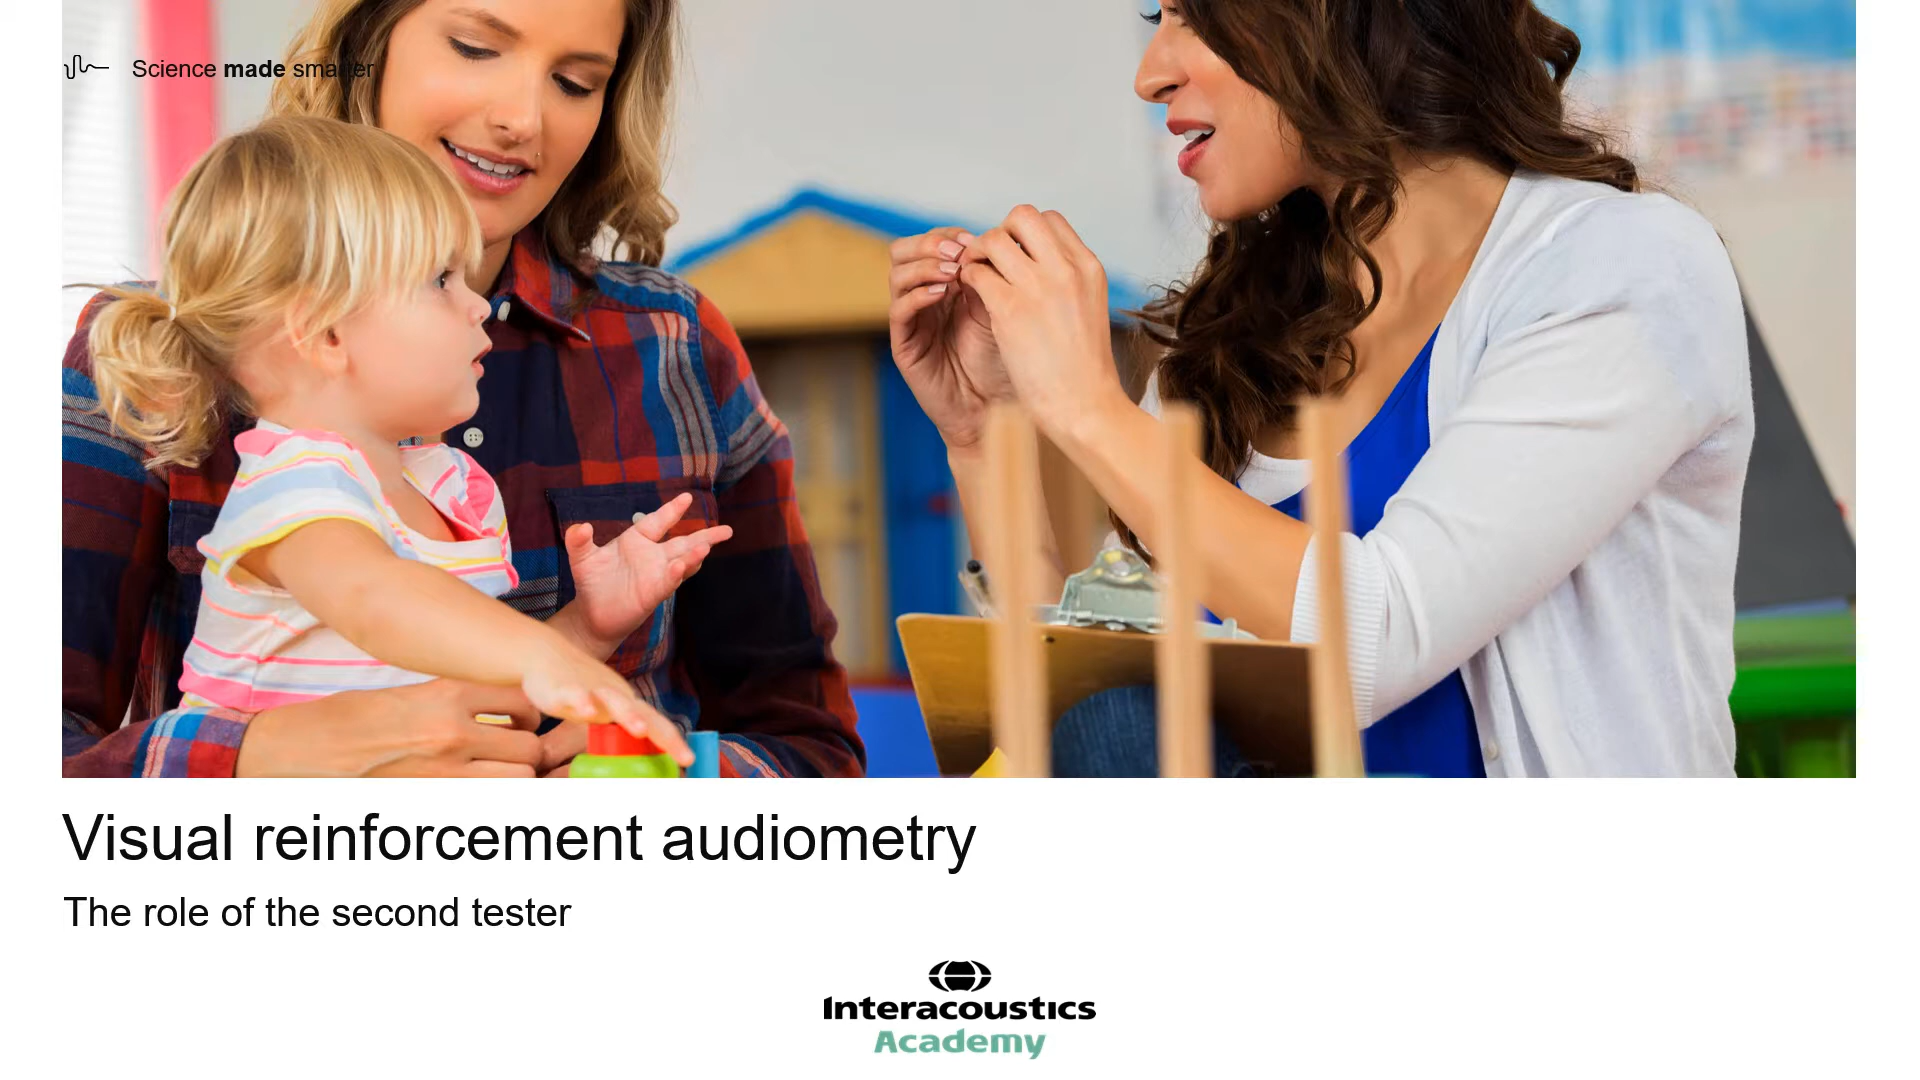 Science made smarter
Visual reinforcement audiometry
The role of the second tester
Interacoustics
Academy